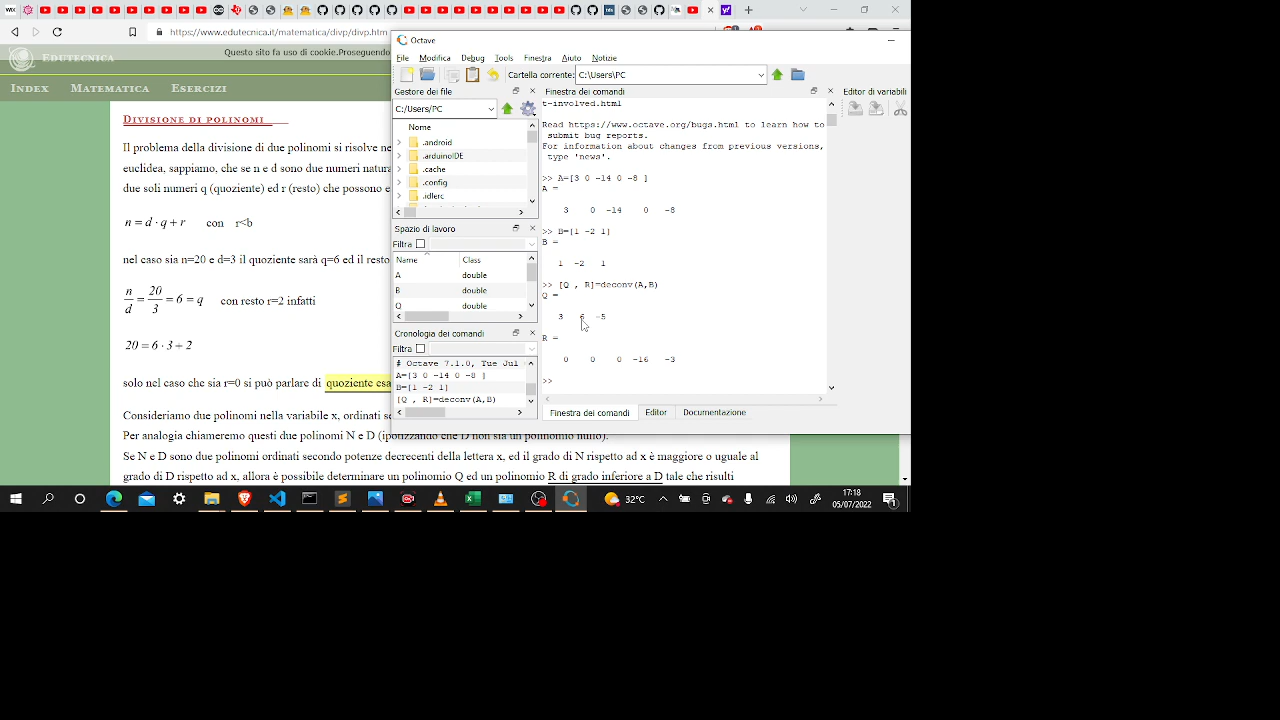 https://www.edutecnica.it/matematica/divp/divp.htm
Questo sito fa uso di cookie.Proseguendo
EDUTECNICA
INDEX MATEMATICA ESERCIZI
DIVISIONE DI POLINOMI
Il problema della divisione di due polinomi si risolve ne
euclidea, sappiamo, che se n e d sono due numeri natura
due soli numeri q (quoziente) ed r (resto) che possono e
n = d · q + r con r<b
nel caso sia n=20 e d=3 il quoziente sarà q=6 ed il resto
n/d = 20/3 = 6 = q con resto r=2 infatti
20 = 6 · 3 + 2
solo nel caso che sia r=0 si può parlare di quoziente esa
Consideriamo due polinomi nella variabile x, ordinati se
Per analogia chiameremo questi due polinomi N e D (ipotizzando che D non sia un polinomio nullo).
Se N e D sono due polinomi ordinati secondo potenze decrecenti della lettera x, ed il grado di N rispetto ad x è maggiore o uguale al
grado di D rispetto ad x, allora è possibile determinare un polinomio Q ed un polinomio R di grado inferiore a D tale che risulti
Octave
File Modifica Debug Tools Finestra Aiuto Notizie
Cartella corrente: C:\Users\PC
Gestore dei file
C:/Users/PC
Nome
.android
.arduinoIDE
.cache
.config
.idlerc
Spazio di lavoro
Filtra
Name Class
A double
B double
Q double
Cronologia dei comandi
Filtra
# Octave 7.1.0, Tue Jul
A=[3 0 -14 0 -8 ]
B=[1 -2 1]
[Q , R]=deconv(A,B)
Finestra dei comandi
t-involved.html
Read https://www.octave.org/bugs.html to learn how to
submit bug reports.
For information about changes from previous versions,
type 'news'.
>> A=[3 0 -14 0 -8 ]
A =
3 0 -14 0 -8
>> B=[1 -2 1]
B =
1 -2 1
>> [Q , R]=deconv(A,B)
Q =
3 6 -5
R =
0 0 0 -16 -3
>>
Finestra dei comandi Editor Documentazione
Editor di variabili
32°C
17:18
05/07/2022
1